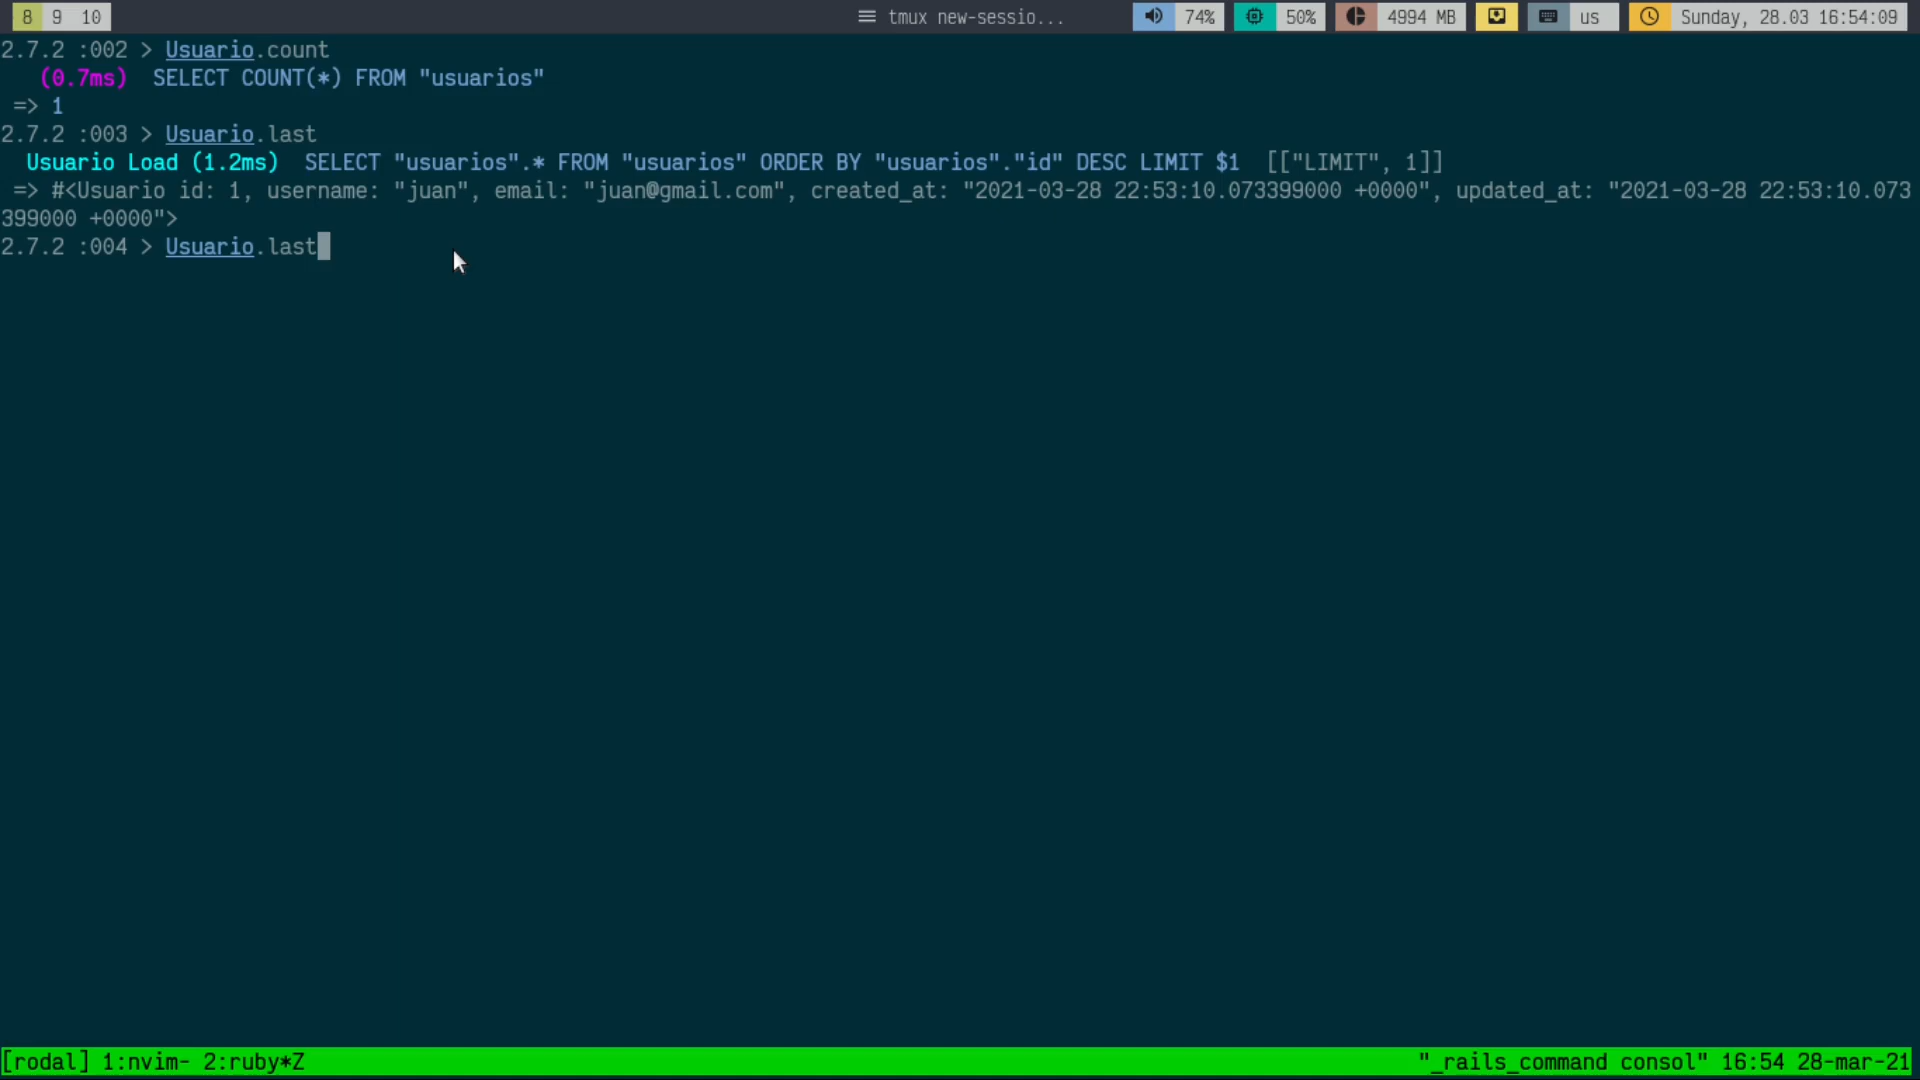 8 9 10 tmux new-sessio... 74% 50% 4994 MB us Sunday, 28.03 16:54:09
2.7.2 :002 > Usuario.count
(0.7ms) SELECT COUNT(*) FROM "usuarios"
=> 1
2.7.2 :003 > Usuario.last
Usuario Load (1.2ms) SELECT "usuarios".* FROM "usuarios" ORDER BY "usuarios"."id" DESC LIMIT $1 [["LIMIT", 1]]
=> #<Usuario id: 1, username: "juan", email: "juan@gmail.com", created_at: "2021-03-28 22:53:10.073399000 +0000", updated_at: "2021-03-28 22:53:10.073
399000 +0000">
2.7.2 :004 > Usuario.last
[rodal] 1:nvim- 2:ruby*Z "_rails_command consol" 16:54 28-mar-21